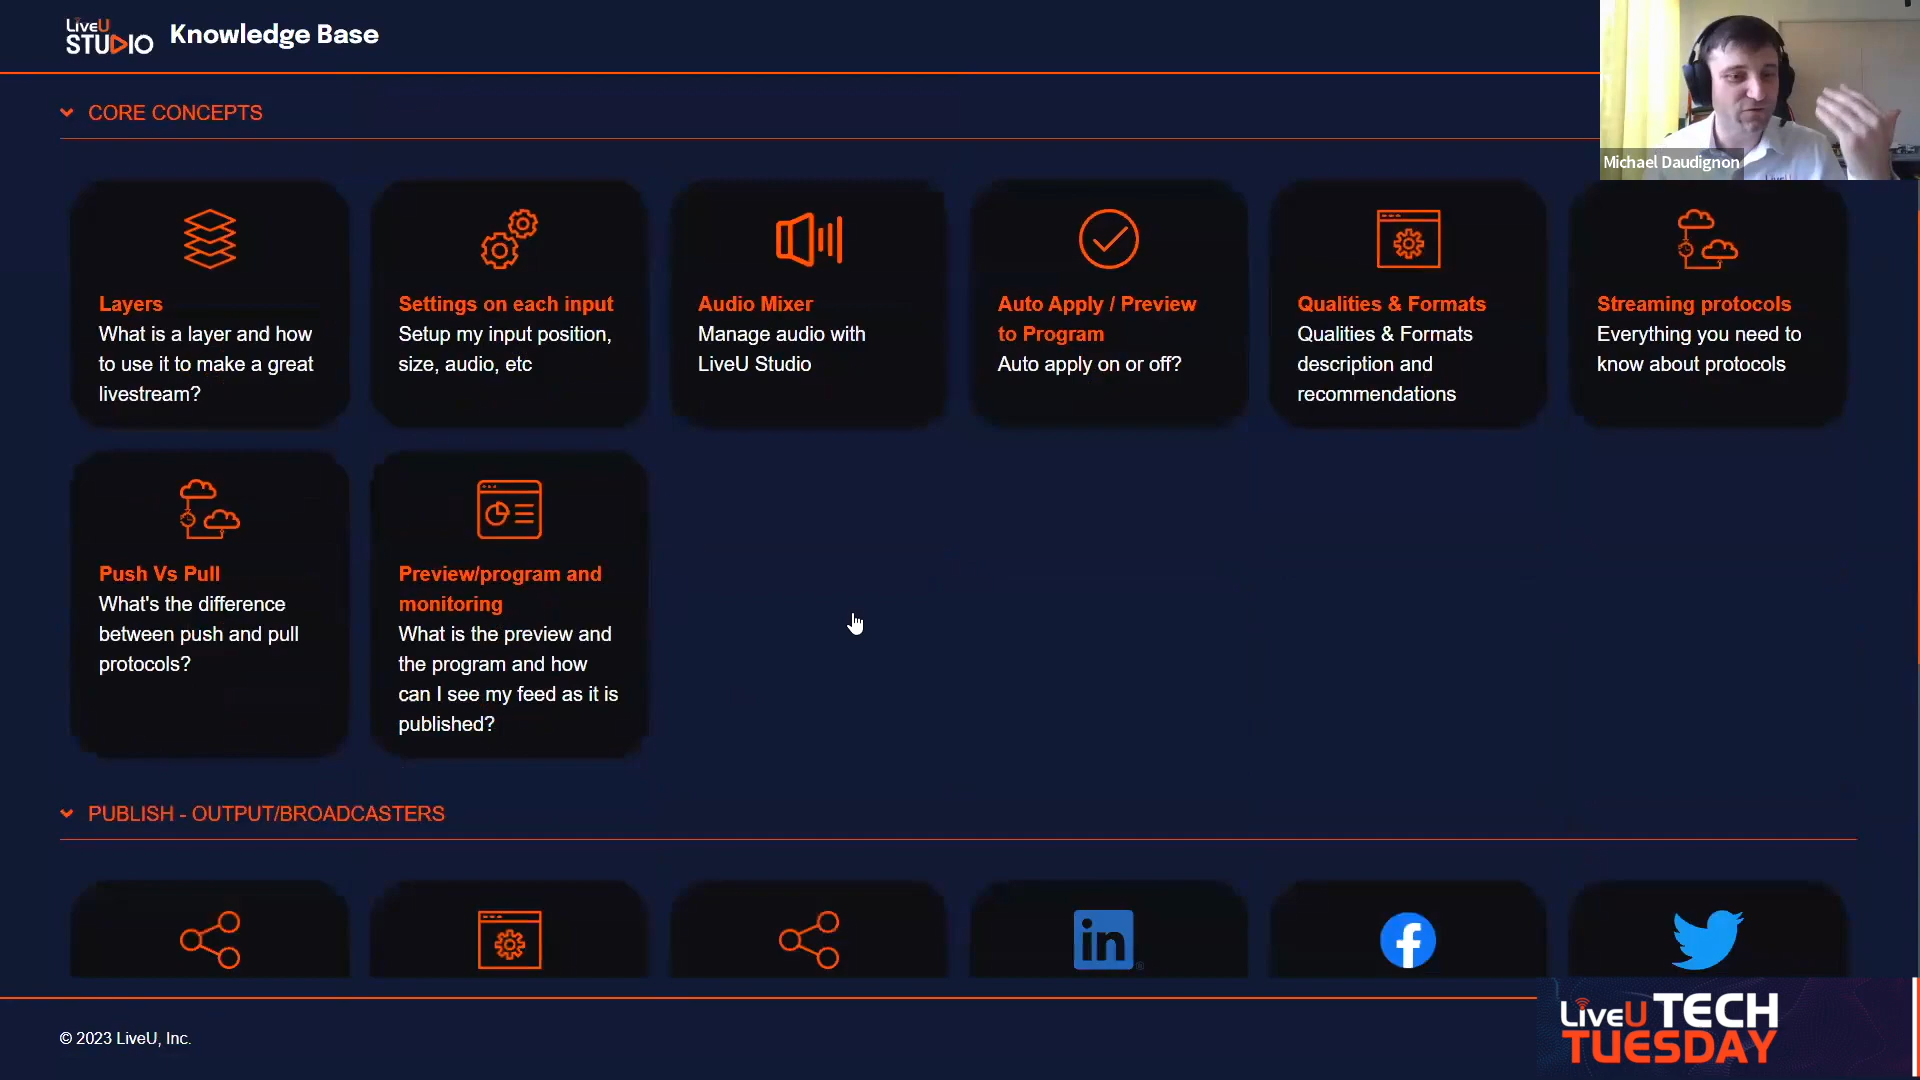 LiveU
STUDIO
Knowledge Base
Michael Daudignon
CORE CONCEPTS
Layers
What is a layer and how
to use it to make a great
livestream?
Settings on each input
Setup my input position,
size, audio, etc
Audio Mixer
Manage audio with
LiveU Studio
Auto Apply / Preview
to Program
Auto apply on or off?
Qualities & Formats
Qualities & Formats
description and
recommendations
Streaming protocols
Everything you need to
know about protocols
Push Vs Pull
What's the difference
between push and pull
protocols?
Preview/program and
monitoring
What is the preview and
the program and how
can I see my feed as it is
published?
PUBLISH - OUTPUT/BROADCASTERS
in
f
© 2023 LiveU, Inc.
LiveU TECH
TUESDAY